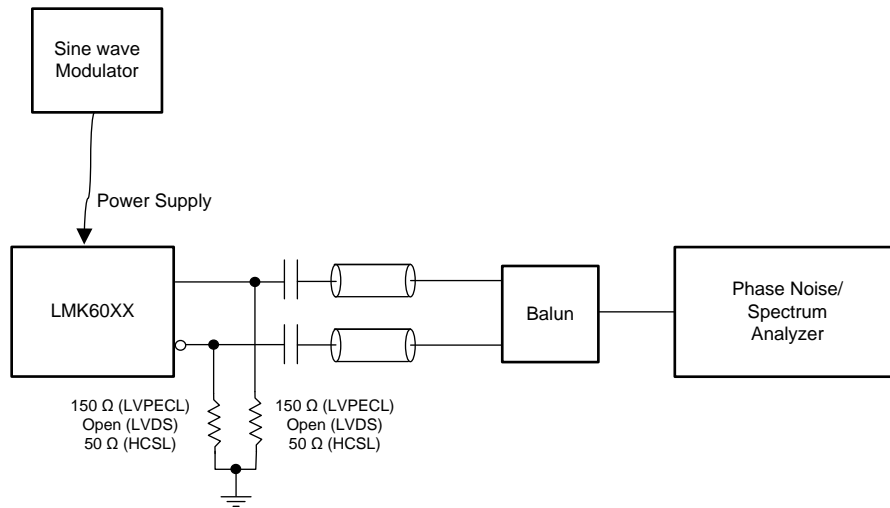 Sine wave
Modulator
Power Supply
LMK60XX
Balun
Phase Noise/
Spectrum
Analyzer
150 Ω (LVPECL)
Open (LVDS)
50 Ω (HCSL)
150 Ω (LVPECL)
Open (LVDS)
50 Ω (HCSL)